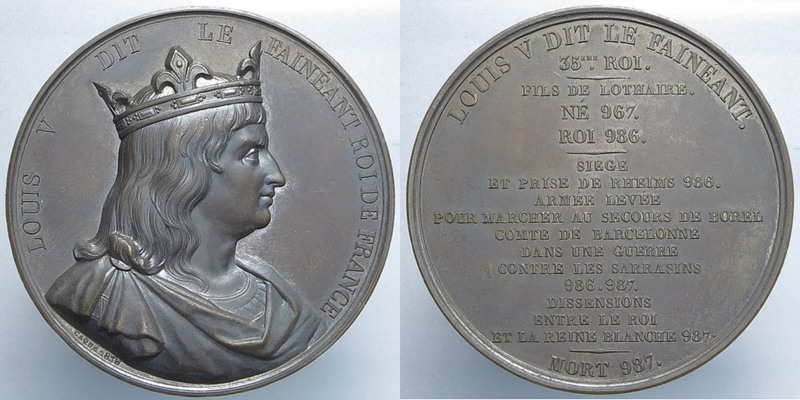 LOUIS V DIT LE FAINEANT ROI DE FRANCE
LOUIS V DIT LE FAINÉANT.
35ᵐᵉ. ROI.
FILS DE LOTHAIRE.
NÉ 967.
ROI 986.
SIEGE
ET PRISE DE RHEIMS 986.
ARMÉE LEVÉE
POUR MARCHER AU SECOURS DE BOREL
COMTE DE BARCELONNE
DANS UNE GUERRE
CONTRE LES SARRASINS
986.987.
DISSENSIONS
ENTRE LE ROI
ET LA REINE BLANCHE 987.
MORT 987.